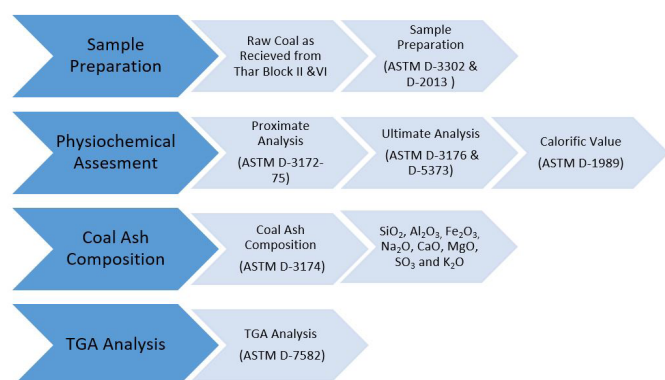 Sample
Preparation
Raw Coal as
Recieved from
Thar Block II &VI
Sample
Preparation
(ASTM D-3302 &
D-2013 )
Physiochemical
Assesment
Proximate
Analysis
(ASTM D-3172-
75)
Ultimate Analysis
(ASTM D-3176 &
D-5373)
Calorific Value
(ASTM D-1989)
Coal Ash
Composition
Coal Ash
Composition
(ASTM D-3174)
SiO₂, Al₂O₃, Fe₂O₃,
Na₂O, CaO, MgO,
SO₃ and K₂O
TGA Analysis
TGA Analysis
(ASTM D-7582)